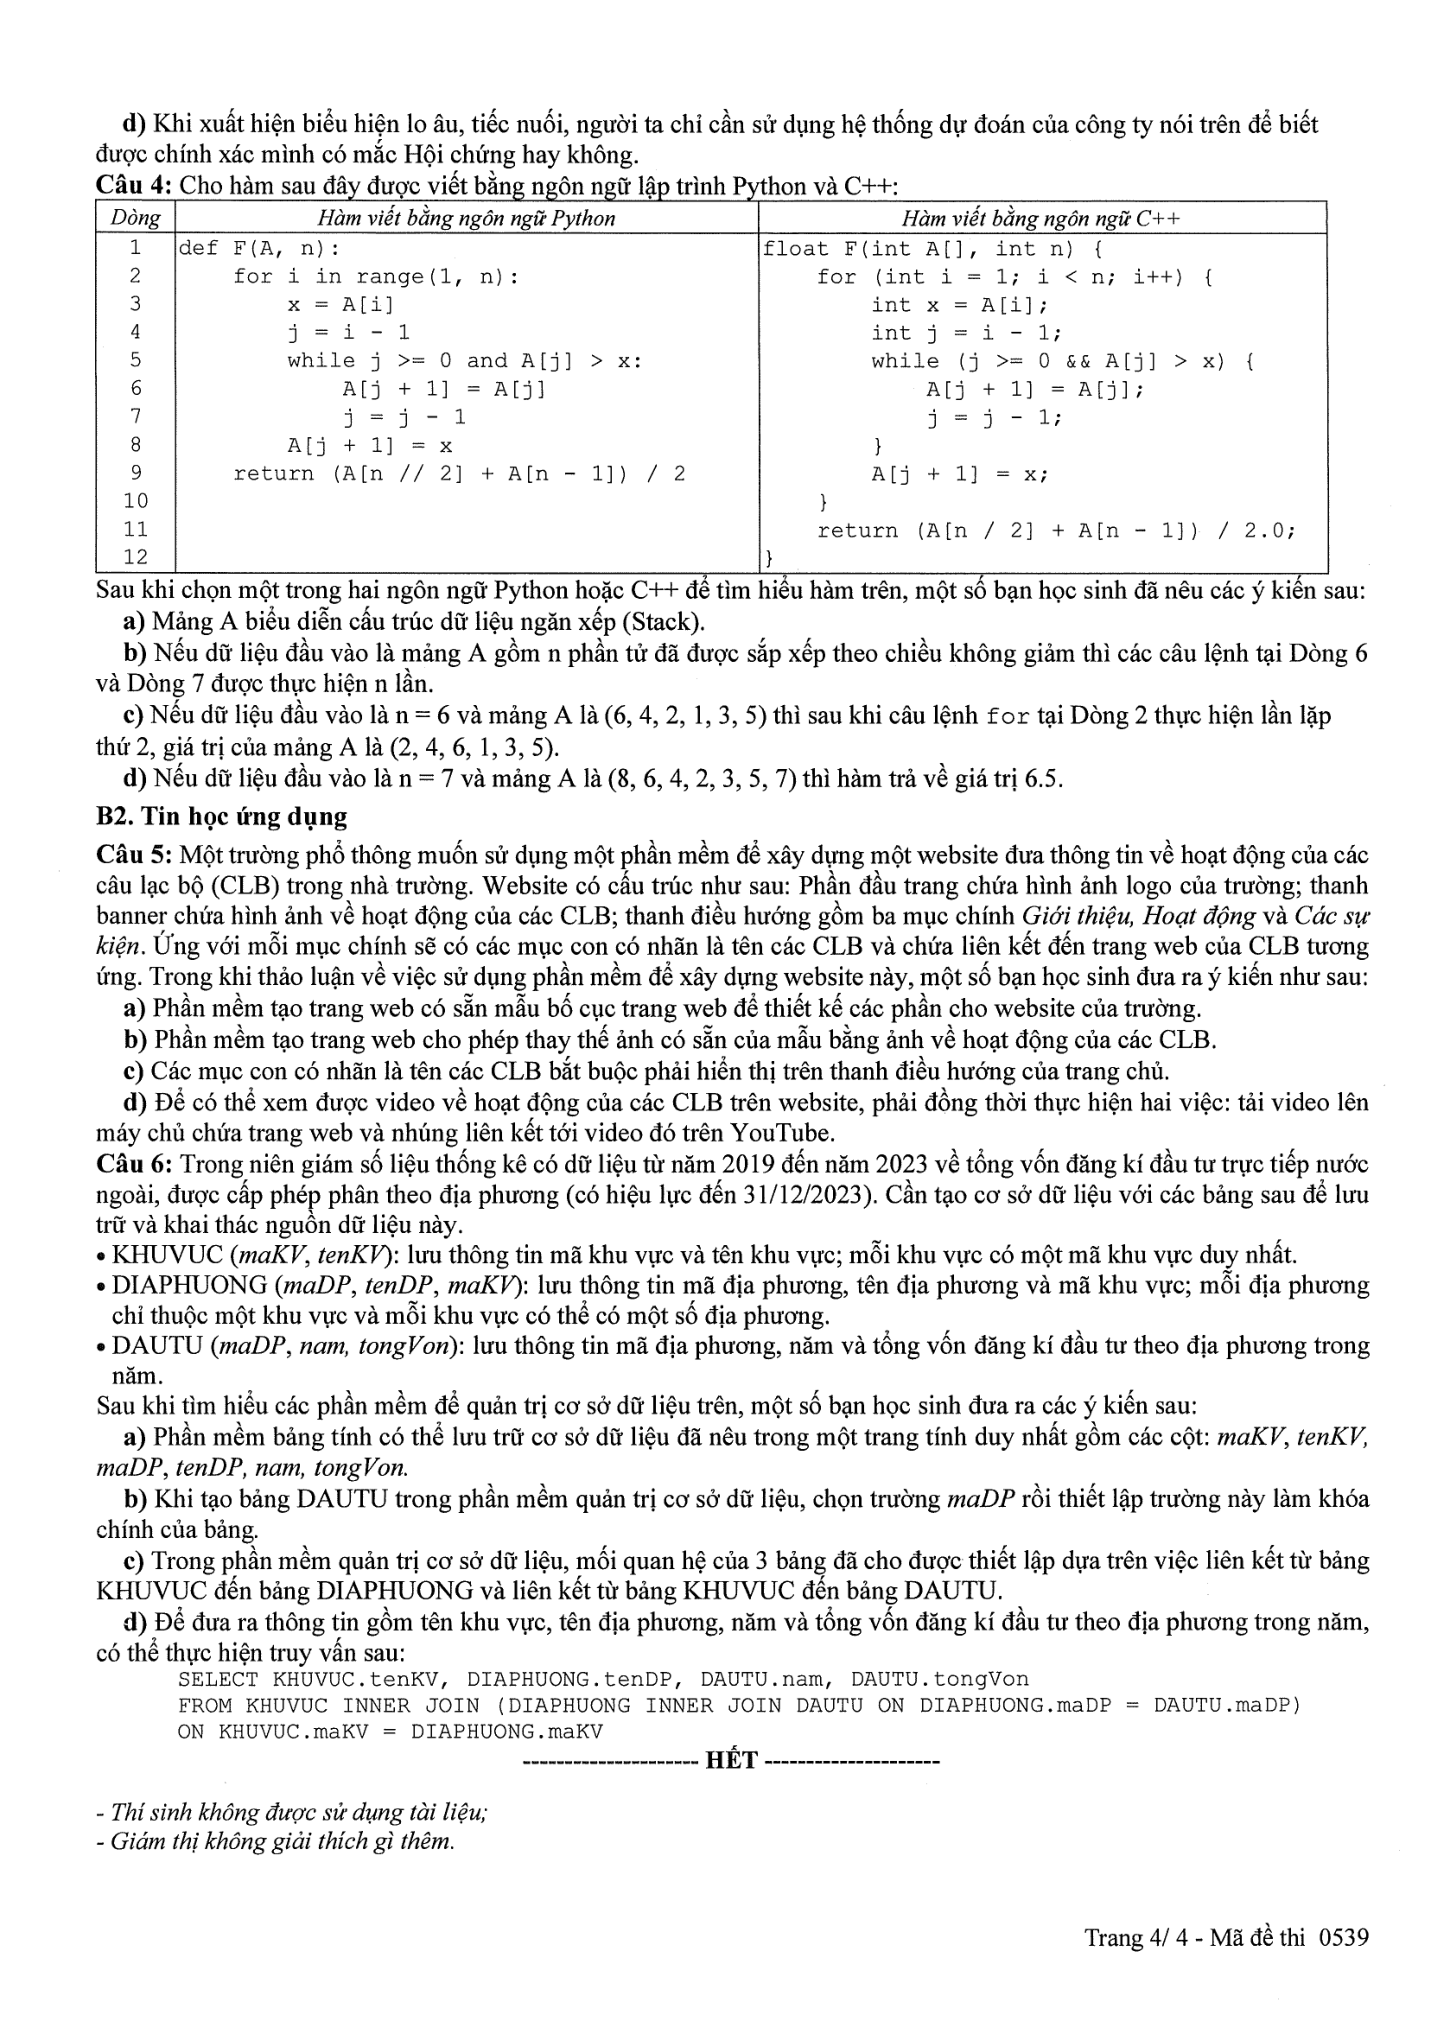 d) Khi xuất hiện biểu hiện lo âu, tiếc nuối, người ta chỉ cần sử dụng hệ thống dự đoán của công ty nói trên để biết
được chính xác mình có mắc Hội chứng hay không.
Câu 4: Cho hàm sau đây được viết bằng ngôn ngữ lập trình Python và C++:
Dòng Hàm viết bằng ngôn ngữ Python Hàm viết bằng ngôn ngữ C++
1 def F(A, n): float F(int A[], int n) {
2 for i in range(1, n): for (int i = 1; i < n; i++) {
3 x = A[i] int x = A[i];
4 j = i - 1 int j = i - 1;
5 while j >= 0 and A[j] > x: while (j >= 0 && A[j] > x) {
6 A[j + 1] = A[j] A[j + 1] = A[j];
7 j = j - 1 j = j - 1;
8 A[j + 1] = x }
9 return (A[n // 2] + A[n - 1]) / 2 A[j + 1] = x;
10 }
11 return (A[n / 2] + A[n - 1]) / 2.0;
12 }
Sau khi chọn một trong hai ngôn ngữ Python hoặc C++ để tìm hiểu hàm trên, một số bạn học sinh đã nêu các ý kiến sau:
a) Mảng A biểu diễn cấu trúc dữ liệu ngăn xếp (Stack).
b) Nếu dữ liệu đầu vào là mảng A gồm n phần tử đã được sắp xếp theo chiều không giảm thì các câu lệnh tại Dòng 6
và Dòng 7 được thực hiện n lần.
c) Nếu dữ liệu đầu vào là n = 6 và mảng A là (6, 4, 2, 1, 3, 5) thì sau khi câu lệnh for tại Dòng 2 thực hiện lần lặp
thứ 2, giá trị của mảng A là (2, 4, 6, 1, 3, 5).
d) Nếu dữ liệu đầu vào là n = 7 và mảng A là (8, 6, 4, 2, 3, 5, 7) thì hàm trả về giá trị 6.5.
B2. Tin học ứng dụng
Câu 5: Một trường phổ thông muốn sử dụng một phần mềm để xây dựng một website đưa thông tin về hoạt động của các
câu lạc bộ (CLB) trong nhà trường. Website có cấu trúc như sau: Phần đầu trang chứa hình ảnh logo của trường; thanh
banner chứa hình ảnh về hoạt động của các CLB; thanh điều hướng gồm ba mục chính Giới thiệu, Hoạt động và Các sự
kiện. Ứng với mỗi mục chính sẽ có các mục con có nhãn là tên các CLB và chứa liên kết đến trang web của CLB tương
ứng. Trong khi thảo luận về việc sử dụng phần mềm để xây dựng website này, một số bạn học sinh đưa ra ý kiến như sau:
a) Phần mềm tạo trang web có sẵn mẫu bố cục trang web để thiết kế các phần cho website của trường.
b) Phần mềm tạo trang web cho phép thay thế ảnh có sẵn của mẫu bằng ảnh về hoạt động của các CLB.
c) Các mục con có nhãn là tên các CLB bắt buộc phải hiển thị trên thanh điều hướng của trang chủ.
d) Để có thể xem được video về hoạt động của các CLB trên website, phải đồng thời thực hiện hai việc: tải video lên
máy chủ chứa trang web và nhúng liên kết tới video đó trên YouTube.
Câu 6: Trong niên giám số liệu thống kê có dữ liệu từ năm 2019 đến năm 2023 về tổng vốn đăng kí đầu tư trực tiếp nước
ngoài, được cấp phép phân theo địa phương (có hiệu lực đến 31/12/2023). Cần tạo cơ sở dữ liệu với các bảng sau để lưu
trữ và khai thác nguồn dữ liệu này.
• KHUVUC (maKV, tenKV): lưu thông tin mã khu vực và tên khu vực; mỗi khu vực có một mã khu vực duy nhất.
• DIAPHUONG (maDP, tenDP, maKV): lưu thông tin mã địa phương, tên địa phương và mã khu vực; mỗi địa phương
chỉ thuộc một khu vực và mỗi khu vực có thể có một số địa phương.
• DAUTU (maDP, nam, tongVon): lưu thông tin mã địa phương, năm và tổng vốn đăng kí đầu tư theo địa phương trong
năm.
Sau khi tìm hiểu các phần mềm để quản trị cơ sở dữ liệu trên, một số bạn học sinh đưa ra các ý kiến sau:
a) Phần mềm bảng tính có thể lưu trữ cơ sở dữ liệu đã nêu trong một trang tính duy nhất gồm các cột: maKV, tenKV,
maDP, tenDP, nam, tongVon.
b) Khi tạo bảng DAUTU trong phần mềm quản trị cơ sở dữ liệu, chọn trường maDP rồi thiết lập trường này làm khóa
chính của bảng.
c) Trong phần mềm quản trị cơ sở dữ liệu, mối quan hệ của 3 bảng đã cho được thiết lập dựa trên việc liên kết từ bảng
KHUVUC đến bảng DIAPHUONG và liên kết từ bảng KHUVUC đến bảng DAUTU.
d) Để đưa ra thông tin gồm tên khu vực, tên địa phương, năm và tổng vốn đăng kí đầu tư theo địa phương trong năm,
có thể thực hiện truy vấn sau:
SELECT KHUVUC.tenKV, DIAPHUONG.tenDP, DAUTU.nam, DAUTU.tongVon
FROM KHUVUC INNER JOIN (DIAPHUONG INNER JOIN DAUTU ON DIAPHUONG.maDP = DAUTU.maDP)
ON KHUVUC.maKV = DIAPHUONG.maKV
--------------------- HẾT ---------------------
- Thí sinh không được sử dụng tài liệu;
- Giám thị không giải thích gì thêm.
Trang 4/ 4 - Mã đề thi 0539